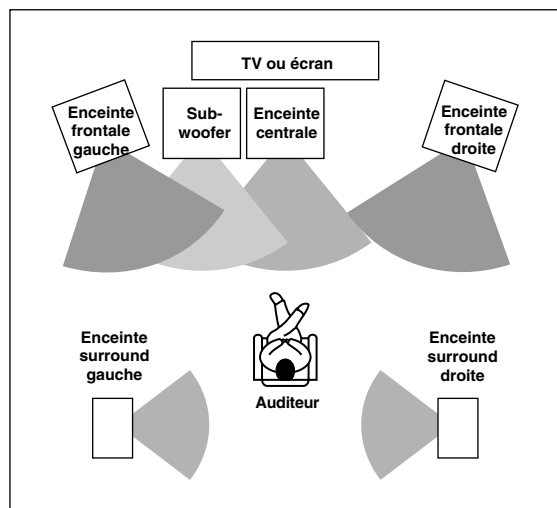 TV ou écran
Enceinte
frontale
gauche
Sub-
woofer
Enceinte
centrale
Enceinte
frontale
droite
Enceinte
surround
gauche
Auditeur
Enceinte
surround
droite